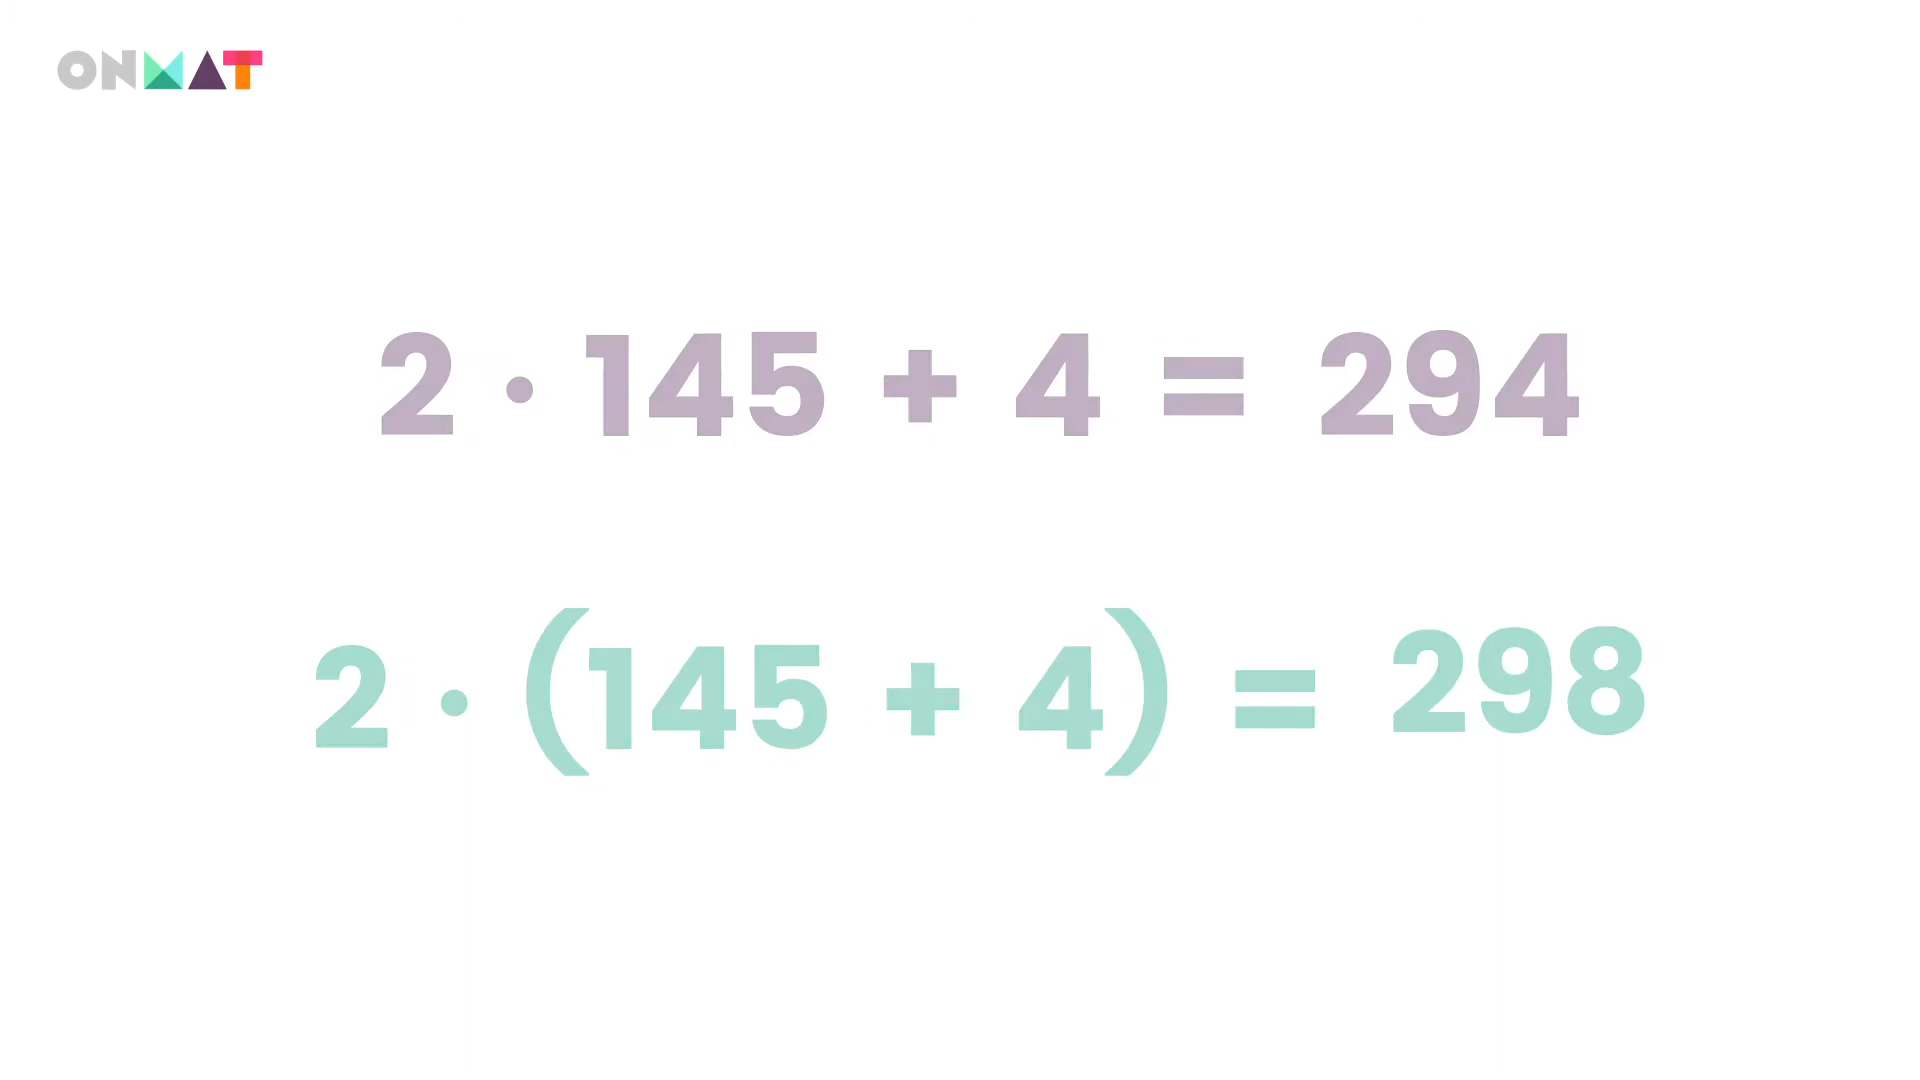 ONMAT
2 · 145 + 4 = 294
2 · (145 + 4) = 298